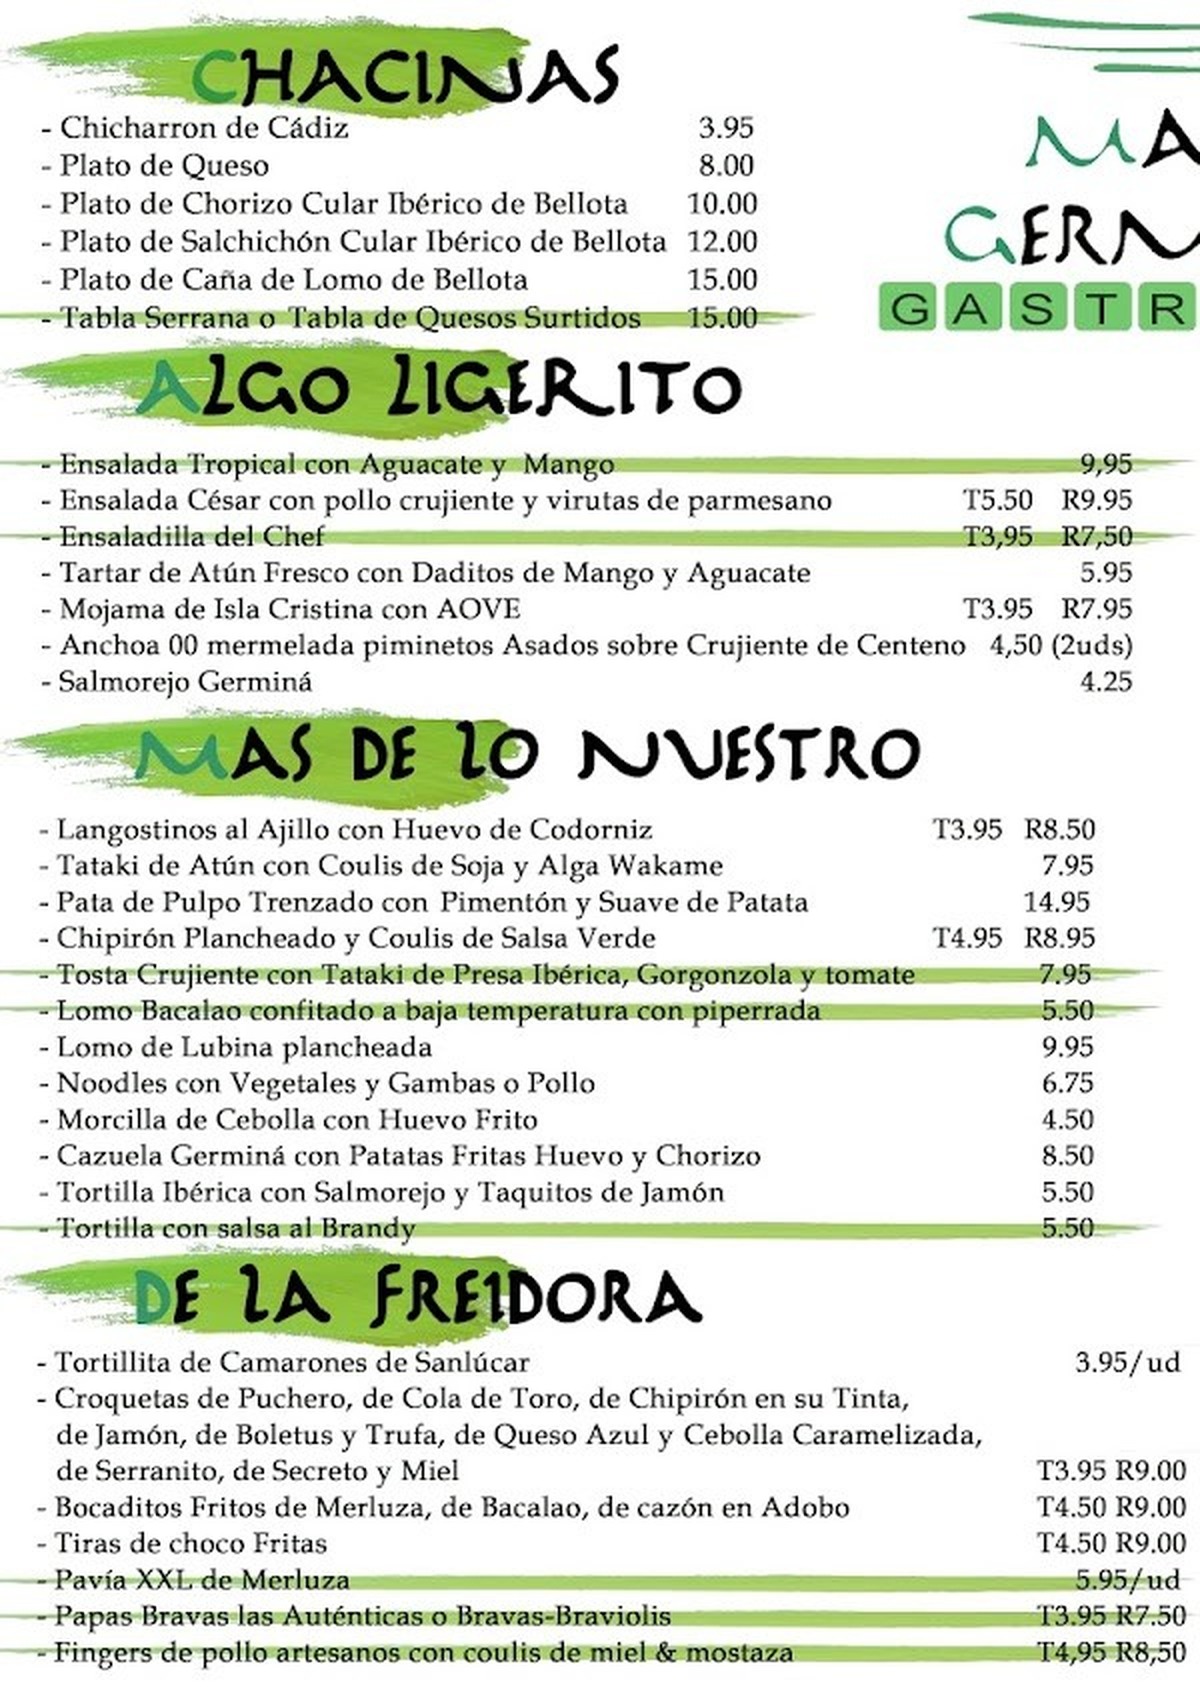 CHACINAS
- Chicharron de Cádiz 3.95
- Plato de Queso 8.00
- Plato de Chorizo Cular Ibérico de Bellota 10.00
- Plato de Salchichón Cular Ibérico de Bellota 12.00
- Plato de Caña de Lomo de Bellota 15.00
- Tabla Serrana o Tabla de Quesos Surtidos 15.00
MA
GERM
GASTR
ALGO LIGERITO
- Ensalada Tropical con Aguacate y Mango 9,95
- Ensalada César con pollo crujiente y virutas de parmesano T5.50 R9.95
- Ensaladilla del Chef T3,95 R7,50
- Tartar de Atún Fresco con Daditos de Mango y Aguacate 5.95
- Mojama de Isla Cristina con AOVE T3.95 R7.95
- Anchoa 00 mermelada piminetos Asados sobre Crujiente de Centeno 4,50 (2uds)
- Salmorejo Germiná 4.25
MAS DE LO NUESTRO
- Langostinos al Ajillo con Huevo de Codorniz T3.95 R8.50
- Tataki de Atún con Coulis de Soja y Alga Wakame 7.95
- Pata de Pulpo Trenzado con Pimentón y Suave de Patata 14.95
- Chipirón Plancheado y Coulis de Salsa Verde T4.95 R8.95
- Tosta Crujiente con Tataki de Presa Ibérica, Gorgonzola y tomate 7.95
- Lomo Bacalao confitado a baja temperatura con piperrada 5.50
- Lomo de Lubina plancheada 9.95
- Noodles con Vegetales y Gambas o Pollo 6.75
- Morcilla de Cebolla con Huevo Frito 4.50
- Cazuela Germiná con Patatas Fritas Huevo y Chorizo 8.50
- Tortilla Ibérica con Salmorejo y Taquitos de Jamón 5.50
- Tortilla con salsa al Brandy 5.50
DE LA FREIDORA
- Tortillita de Camarones de Sanlúcar 3.95/ud
- Croquetas de Puchero, de Cola de Toro, de Chipirón en su Tinta,
de Jamón, de Boletus y Trufa, de Queso Azul y Cebolla Caramelizada,
de Serranito, de Secreto y Miel T3.95 R9.00
- Bocaditos Fritos de Merluza, de Bacalao, de cazón en Adobo T4.50 R9.00
- Tiras de choco Fritas T4.50 R9.00
- Pavía XXL de Merluza 5.95/ud
- Papas Bravas las Auténticas o Bravas-Braviolis T3.95 R7.50
- Fingers de pollo artesanos con coulis de miel & mostaza T4,95 R8,50